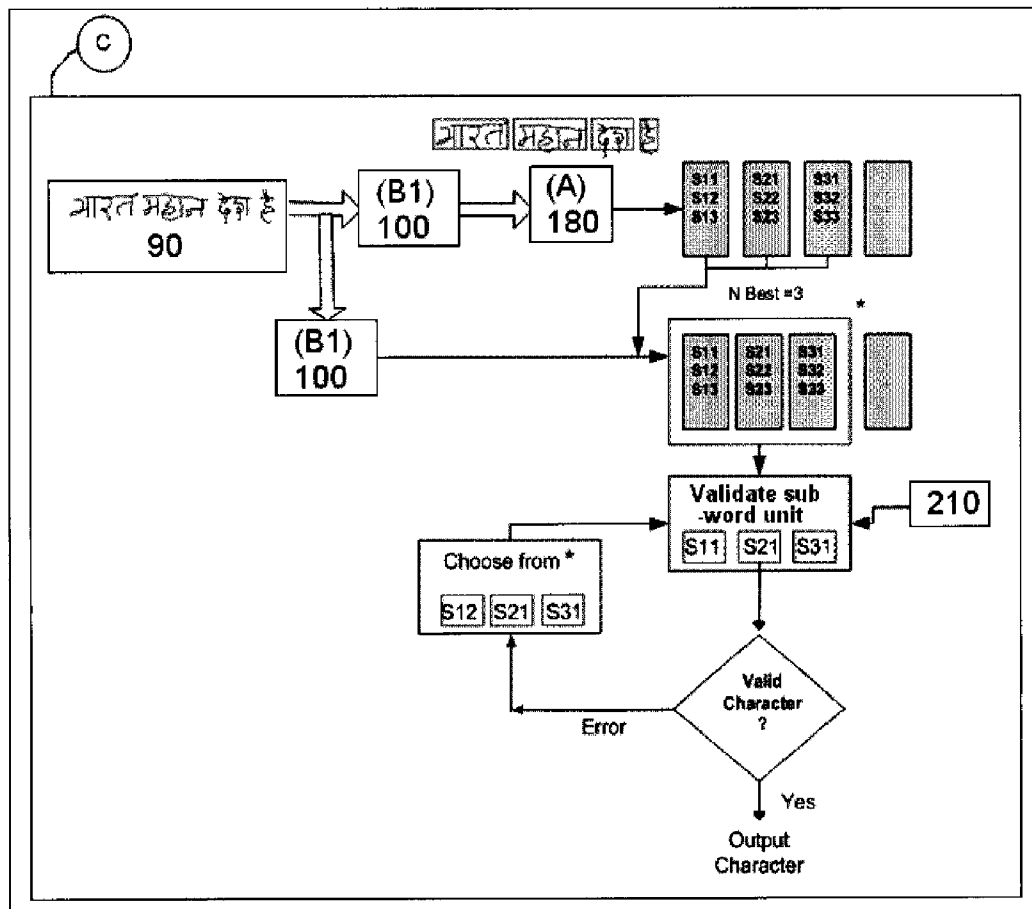 C
भारत महान देश है
(B1)
100
(A)
180
S11
S12
S13
S21
S22
S23
S31
S32
S33
भारत महान देश है
90
N Best =3
*
(B1)
100
S11
S12
S13
S21
S22
S23
S31
S32
S33
Validate sub
-word unit
S11 S21 S31
210
Choose from *
S12 S21 S31
Valid
Character
?
Error
Yes
Output
Character